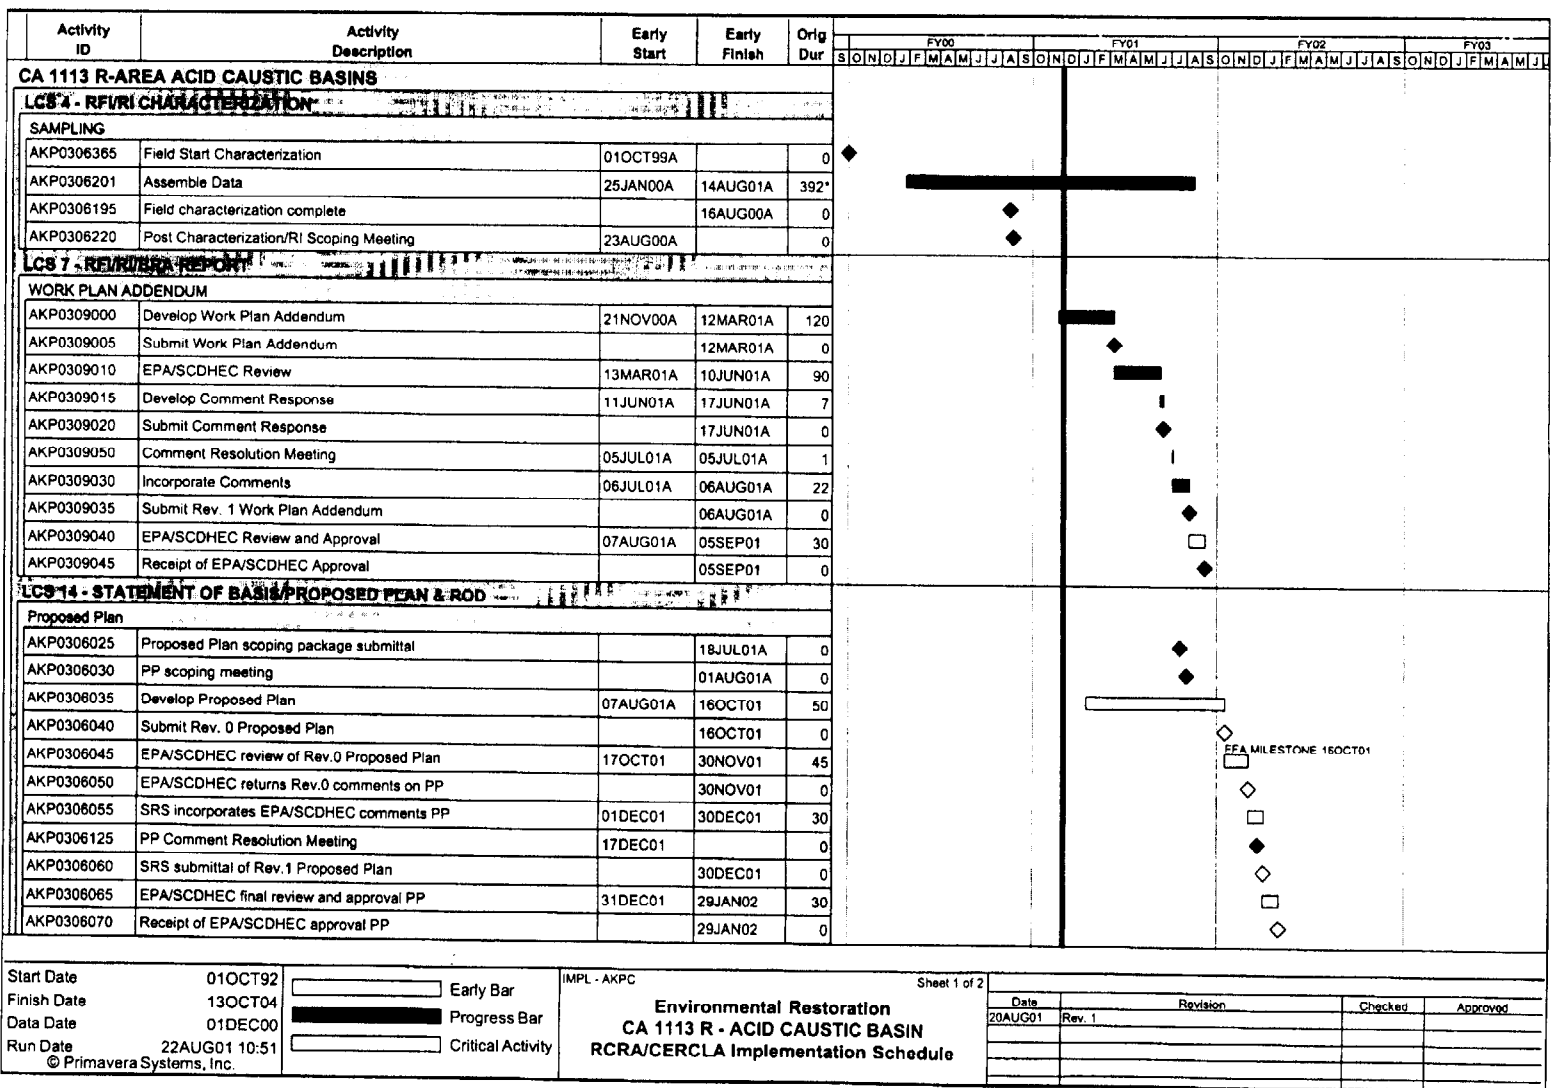 Activity ID Activity Description Early Start Early Finish Orig Dur
FY00 FY01 FY02 FY03
S O N D J F M A M J J A S O N D J F M A M J J A S O N D J F M A M J J A S O N D J F M A M J J
CA 1113 R-AREA ACID CAUSTIC BASINS
LCS 4 - RFI/RI CHARACTERIZATION
SAMPLING
AKP0306365 Field Start Characterization 01OCT99A 0
AKP0306201 Assemble Data 25JAN00A 14AUG01A 392*
AKP0306195 Field characterization complete 16AUG00A 0
AKP0306220 Post Characterization/RI Scoping Meeting 23AUG00A 0
LCS 7 - RFI/RI/BRA REPORT
WORK PLAN ADDENDUM
AKP0309000 Develop Work Plan Addendum 21NOV00A 12MAR01A 120
AKP0309005 Submit Work Plan Addendum 12MAR01A 0
AKP0309010 EPA/SCDHEC Review 13MAR01A 10JUN01A 90
AKP0309015 Develop Comment Response 11JUN01A 17JUN01A 7
AKP0309020 Submit Comment Response 17JUN01A 0
AKP0309050 Comment Resolution Meeting 05JUL01A 05JUL01A 1
AKP0309030 Incorporate Comments 06JUL01A 06AUG01A 22
AKP0309035 Submit Rev. 1 Work Plan Addendum 06AUG01A 0
AKP0309040 EPA/SCDHEC Review and Approval 07AUG01A 05SEP01 30
AKP0309045 Receipt of EPA/SCDHEC Approval 05SEP01 0
LCS 14 - STATEMENT OF BASIS/PROPOSED PLAN & ROD
Proposed Plan
AKP0306025 Proposed Plan scoping package submittal 18JUL01A 0
AKP0306030 PP scoping meeting 01AUG01A 0
AKP0306035 Develop Proposed Plan 07AUG01A 16OCT01 50
AKP0306040 Submit Rev. 0 Proposed Plan 16OCT01 0
FFA MILESTONE 16OCT01
AKP0306045 EPA/SCDHEC review of Rev.0 Proposed Plan 17OCT01 30NOV01 45
AKP0306050 EPA/SCDHEC returns Rev.0 comments on PP 30NOV01 0
AKP0306055 SRS incorporates EPA/SCDHEC comments PP 01DEC01 30DEC01 30
AKP0306125 PP Comment Resolution Meeting 17DEC01 0
AKP0306060 SRS submittal of Rev.1 Proposed Plan 30DEC01 0
AKP0306065 EPA/SCDHEC final review and approval PP 31DEC01 29JAN02 30
AKP0306070 Receipt of EPA/SCDHEC approval PP 29JAN02 0
Start Date 01OCT92
Finish Date 13OCT04
Data Date 01DEC00
Run Date 22AUG01 10:51
© Primavera Systems, Inc.
Early Bar
Progress Bar
Critical Activity
IMPL - AKPC Sheet 1 of 2
Environmental Restoration
CA 1113 R - ACID CAUSTIC BASIN
RCRA/CERCLA Implementation Schedule
Date Revision Checked Approved
20AUG01 Rev. 1